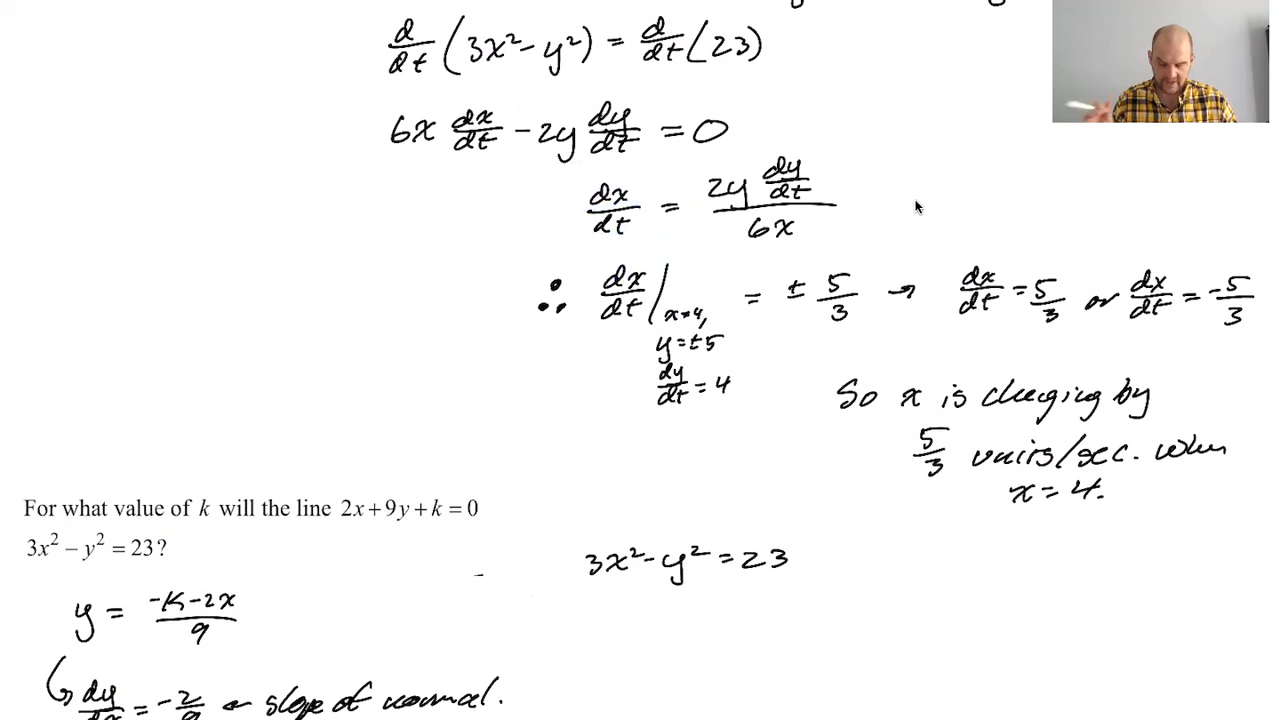 d/dt (3x² - y²) = d/dt (23)
6x dx/dt - 2y dy/dt = 0
dx/dt = 2y dy/dt / 6x
∴ dx/dt | x=4, y=±5 dy/dt=4 = ± 5/3 → dx/dt = 5/3 or dx/dt = -5/3
So x is changing by
5/3 units/sec. when
x=4.
For what value of k will the line 2x+9y+k=0
3x² − y² = 23?
3x² - y² = 23
y = -k-2x / 9
↳ dy/dx = -2/9 ← slope of normal.